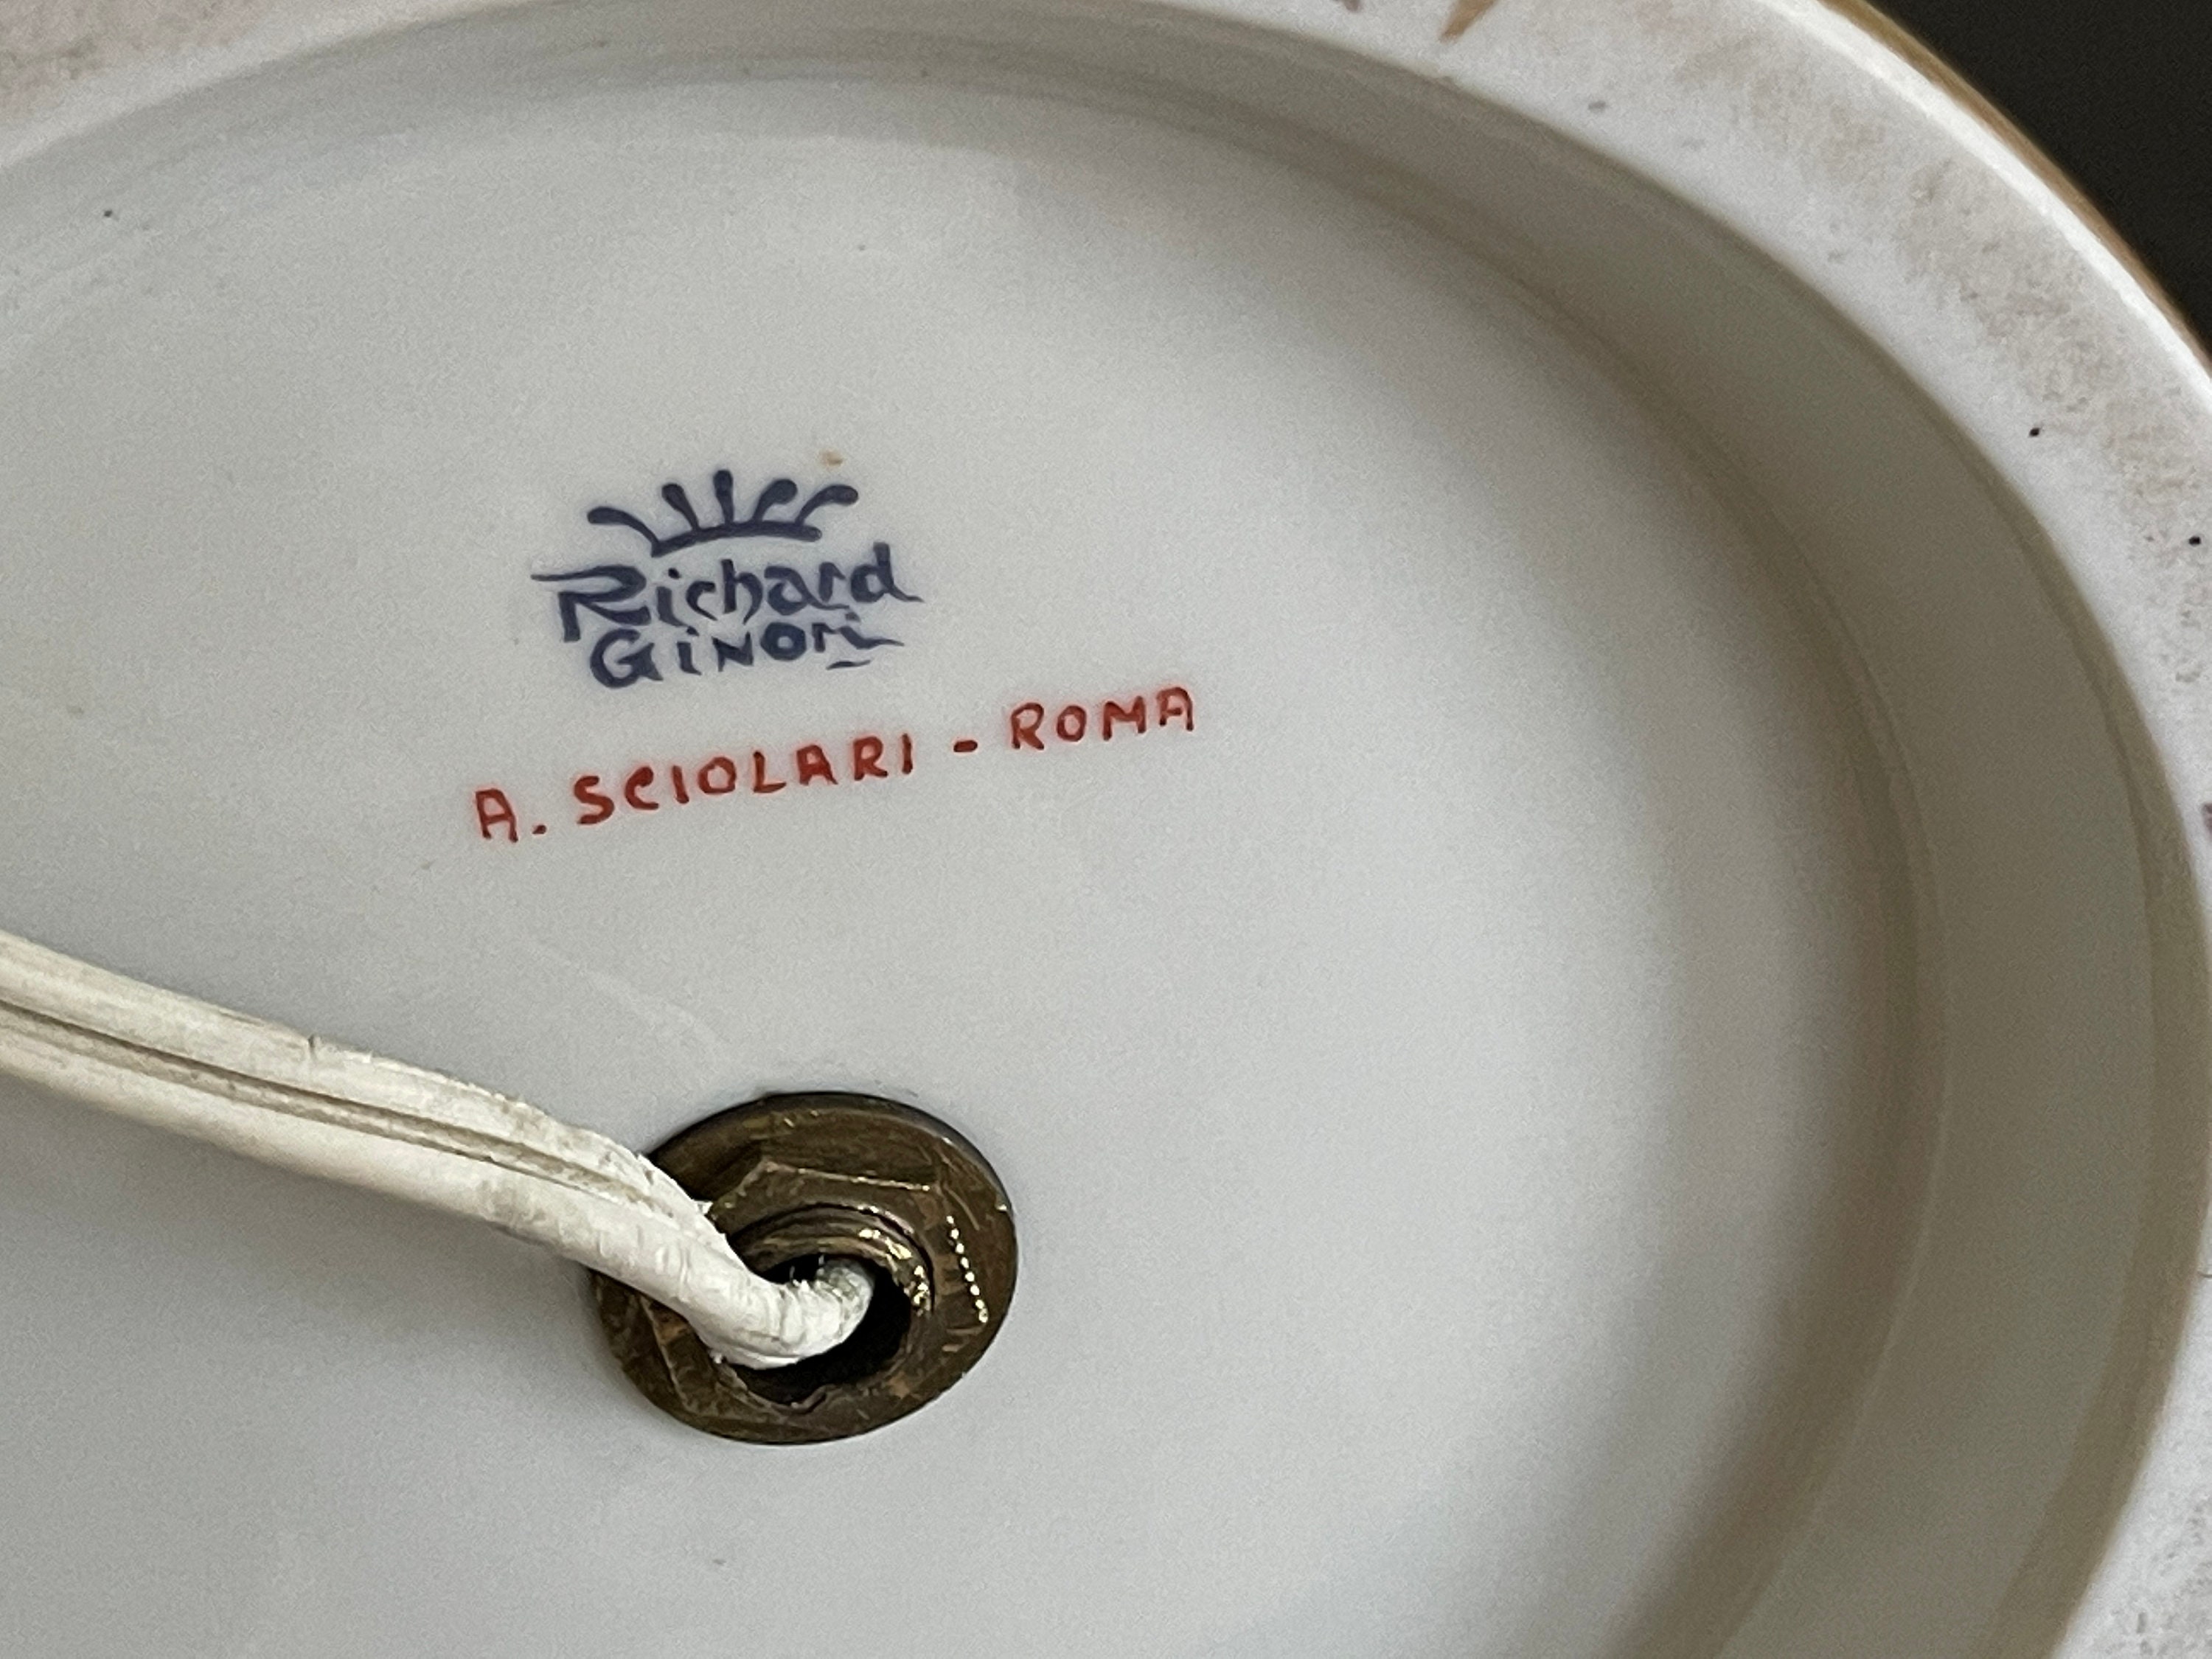 Richard
Ginori
A. SCIOLARI - ROMA